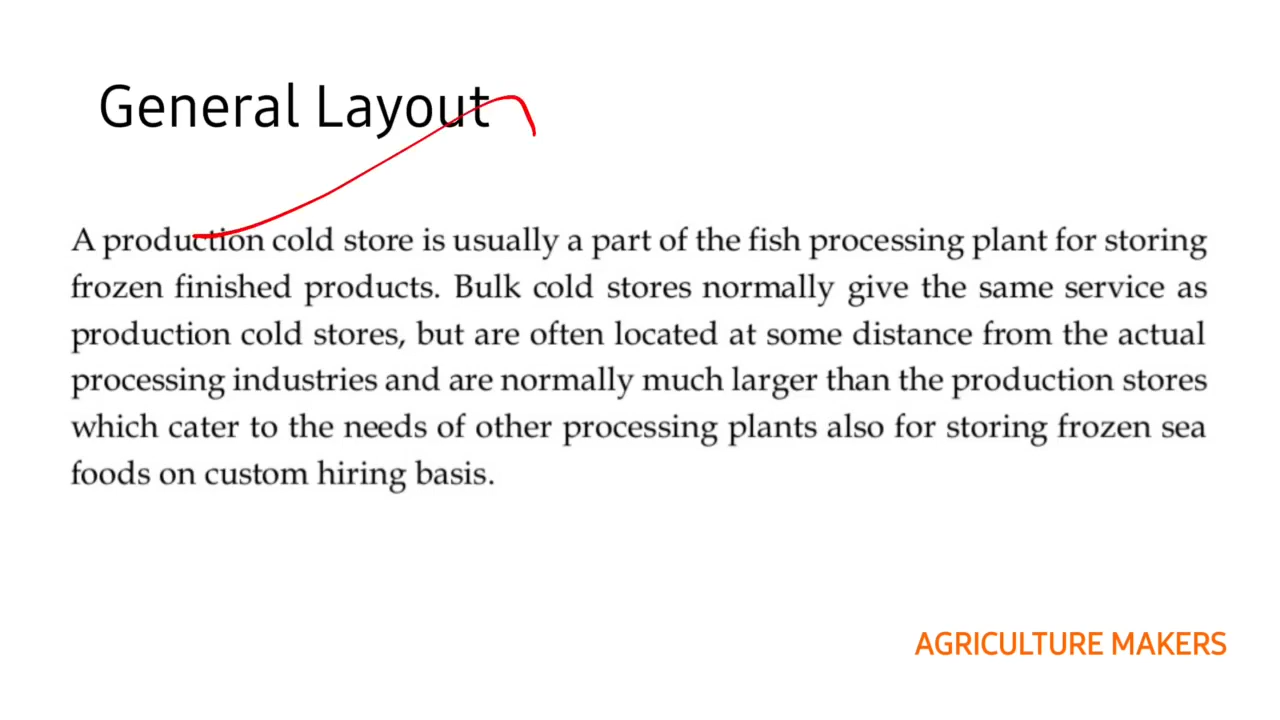 General Layout
A production cold store is usually a part of the fish processing plant for storing
frozen finished products. Bulk cold stores normally give the same service as
production cold stores, but are often located at some distance from the actual
processing industries and are normally much larger than the production stores
which cater to the needs of other processing plants also for storing frozen sea
foods on custom hiring basis.
AGRICULTURE MAKERS